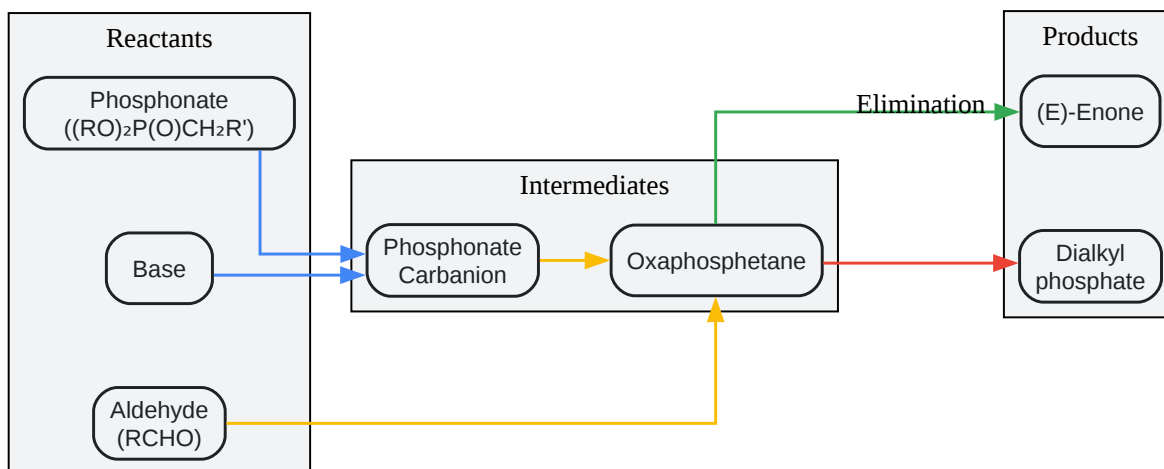 Reactants
Phosphonate
((RO)₂P(O)CH₂R')
Base
Aldehyde
(RCHO)
Intermediates
Phosphonate
Carbanion
Oxaphosphetane
Elimination
Products
(E)-Enone
Dialkyl
phosphate